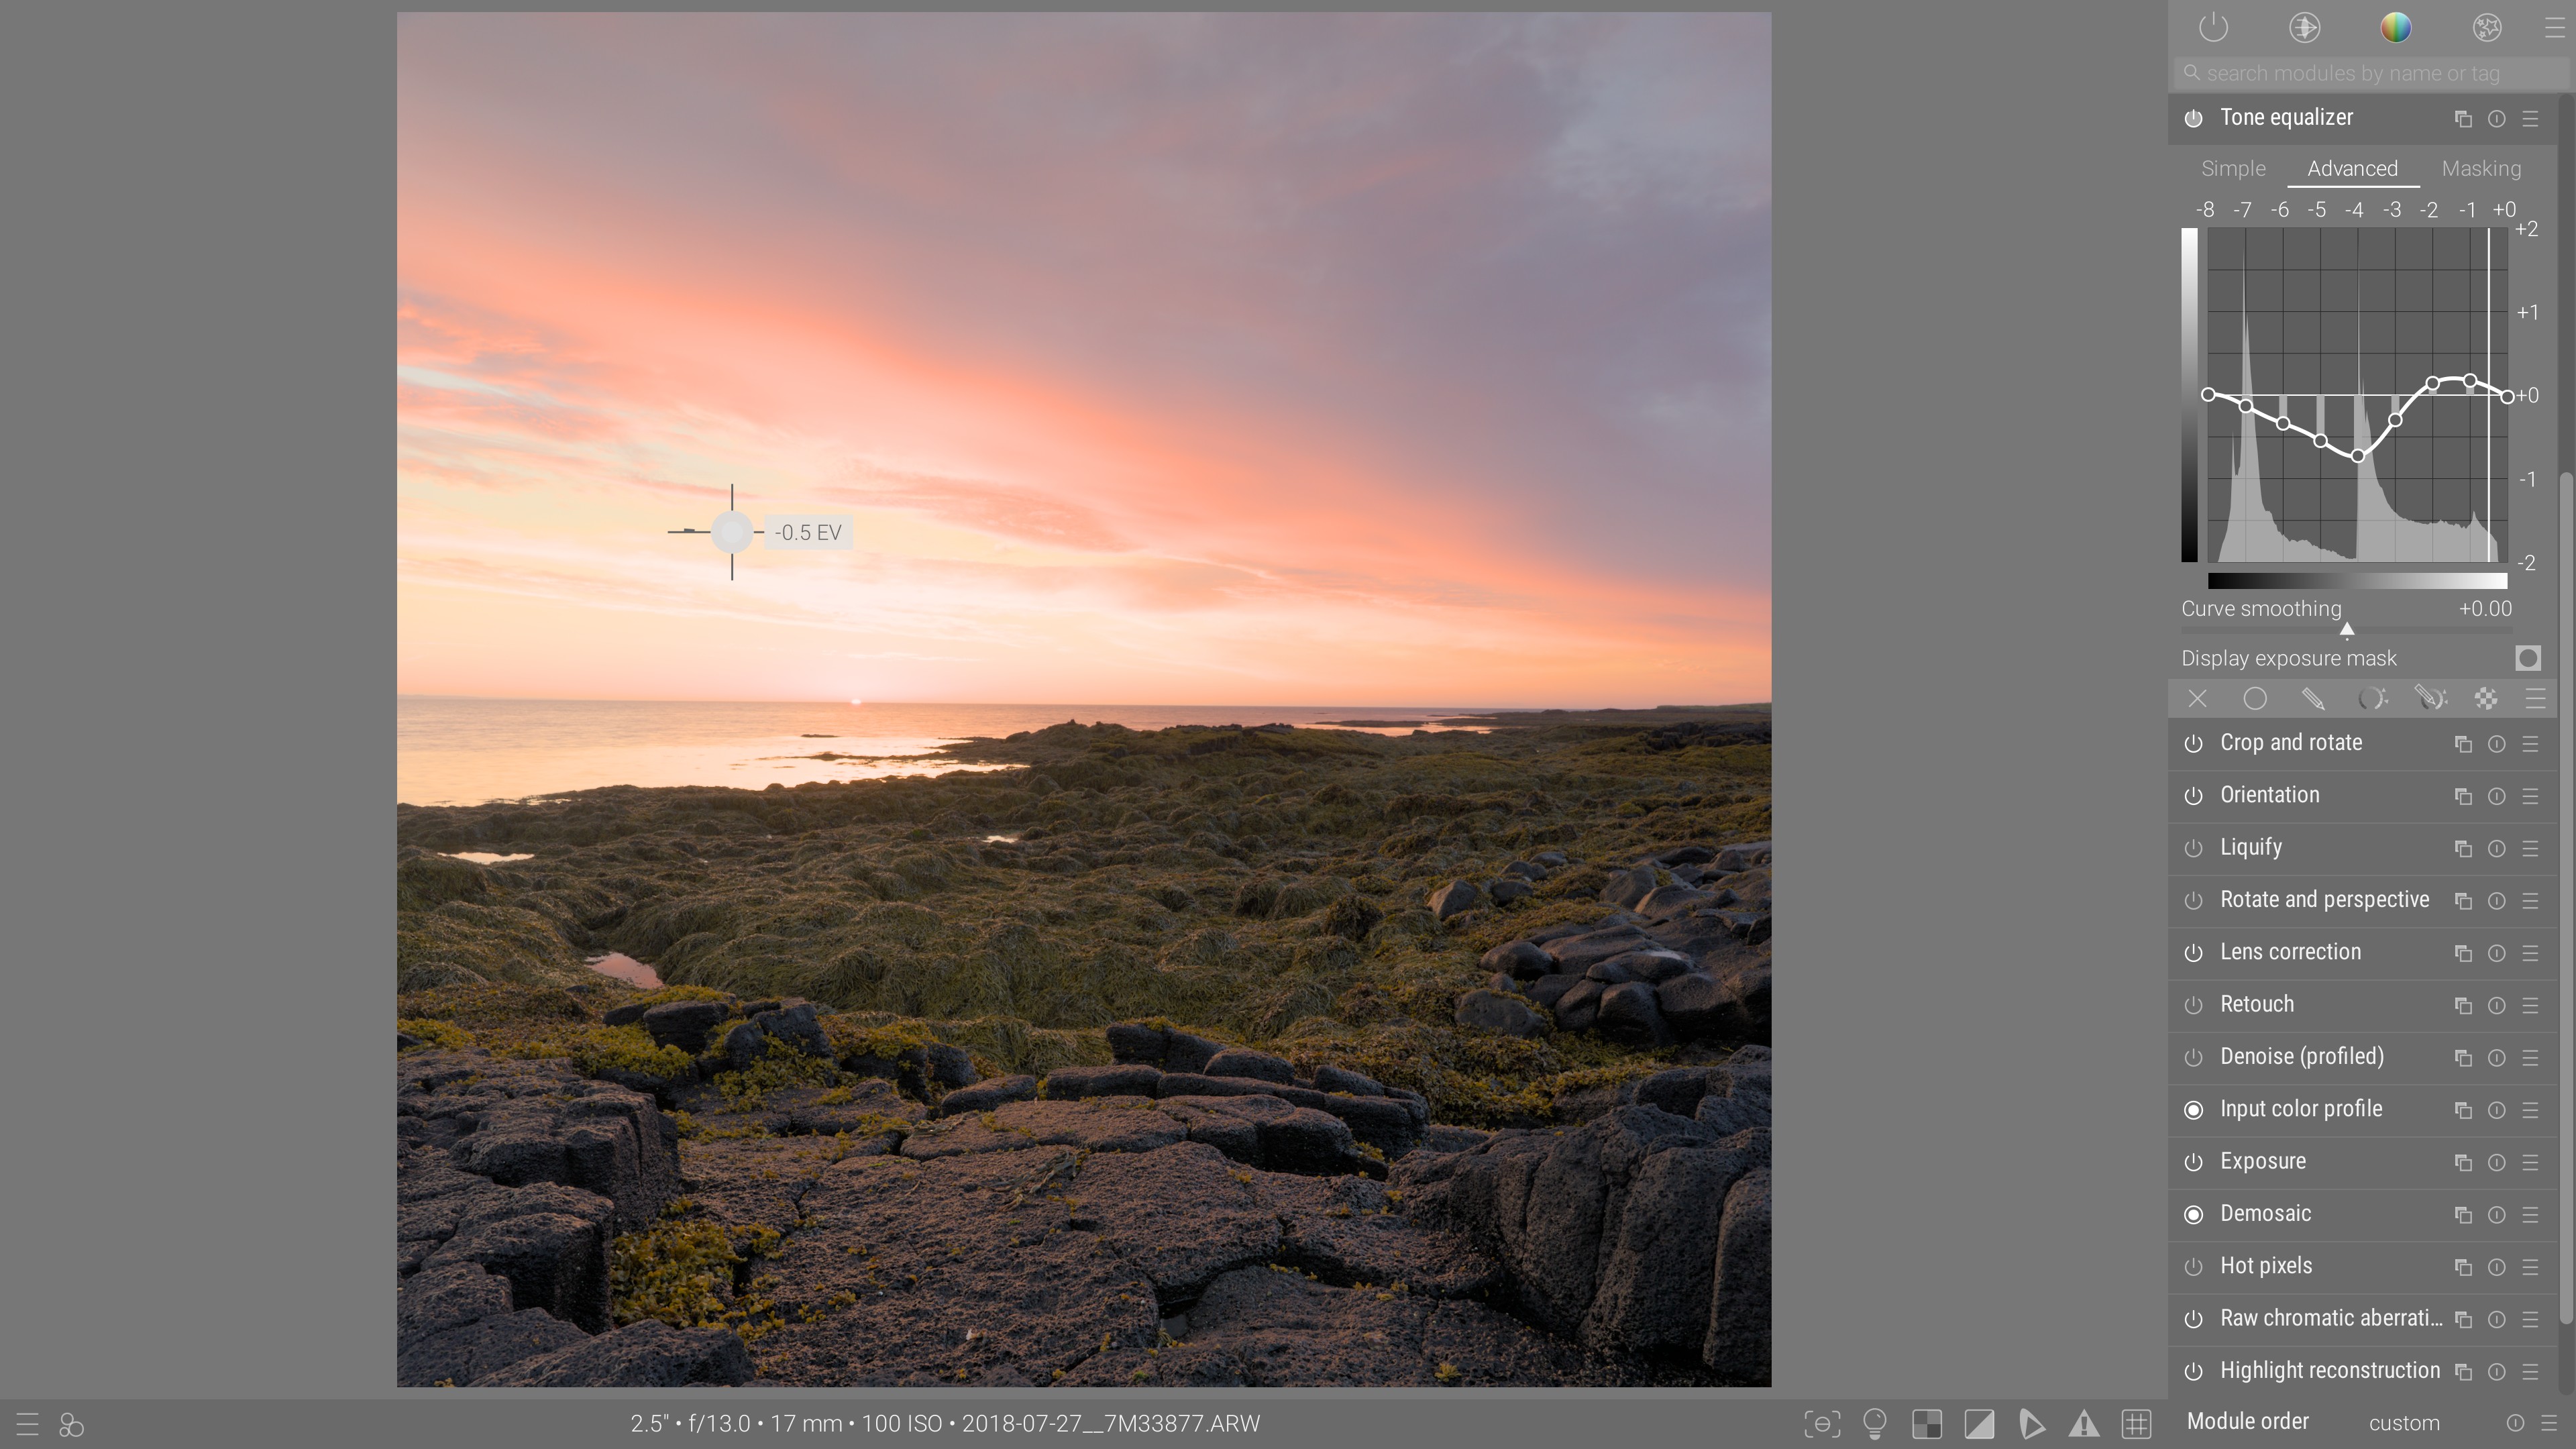 search modules by name or tag
Tone equalizer
Simple Advanced Masking
-8 -7 -6 -5 -4 -3 -2 -1 +0
+2
+1
+0
-1
-2
-0.5 EV
Curve smoothing +0.00
Display exposure mask
Crop and rotate
Orientation
Liquify
Rotate and perspective
Lens correction
Retouch
Denoise (profiled)
Input color profile
Exposure
Demosaic
Hot pixels
Raw chromatic aberrati...
Highlight reconstruction
2.5" • f/13.0 • 17 mm • 100 ISO • 2018-07-27__7M33877.ARW
Module order custom